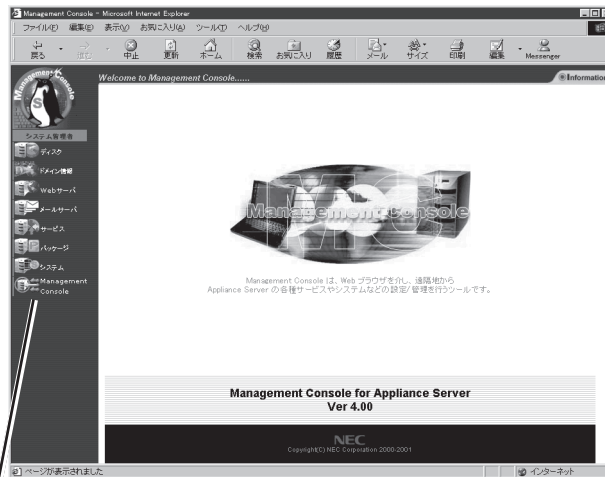 Management Console - Microsoft Internet Explorer
ファイル(F) 編集(E) 表示(V) お気に入り(A) ツール(T) ヘルプ(H)
戻る 進む 中止 更新 ホーム 検索 お気に入り 履歴 メール サイズ 印刷 編集 Messenger
Management Console
S
Welcome to Management Console......
Information
システム管理者
ディスク
ドメイン情報
Webサーバ
メールサーバ
サービス
パッケージ
システム
Management Console
Management Console
Management Console は、Web ブラウザを介し、遠隔地から
Appliance Server の各種サービスやシステムなどの設定/管理を行うツールです。
Management Console for Appliance Server
Ver 4.00
NEC
Copyright(C) NEC Corporation 2000-2001
ページが表示されました インターネット